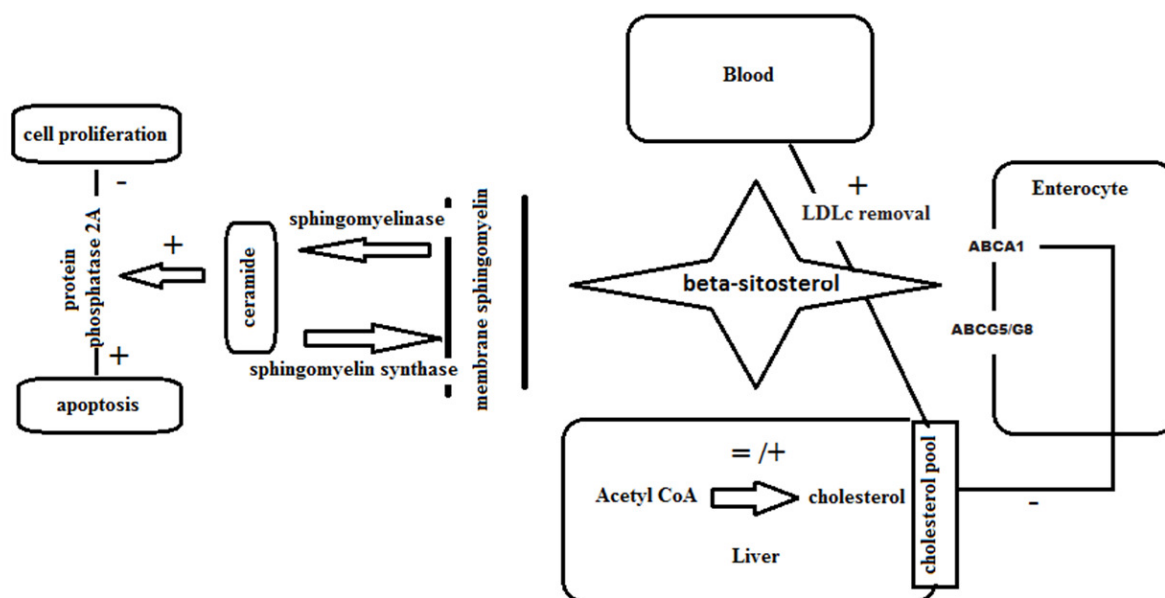 Blood
cell proliferation
-
protein
phosphatase 2A
+
apoptosis
+
ceramide
sphingomyelinase
sphingomyelin synthase
membrane sphingomyelin
+
LDLc removal
beta-sitosterol
Enterocyte
ABCA1
ABCG5/G8
= /+
Acetyl CoA
cholesterol
Liver
cholesterol pool
-